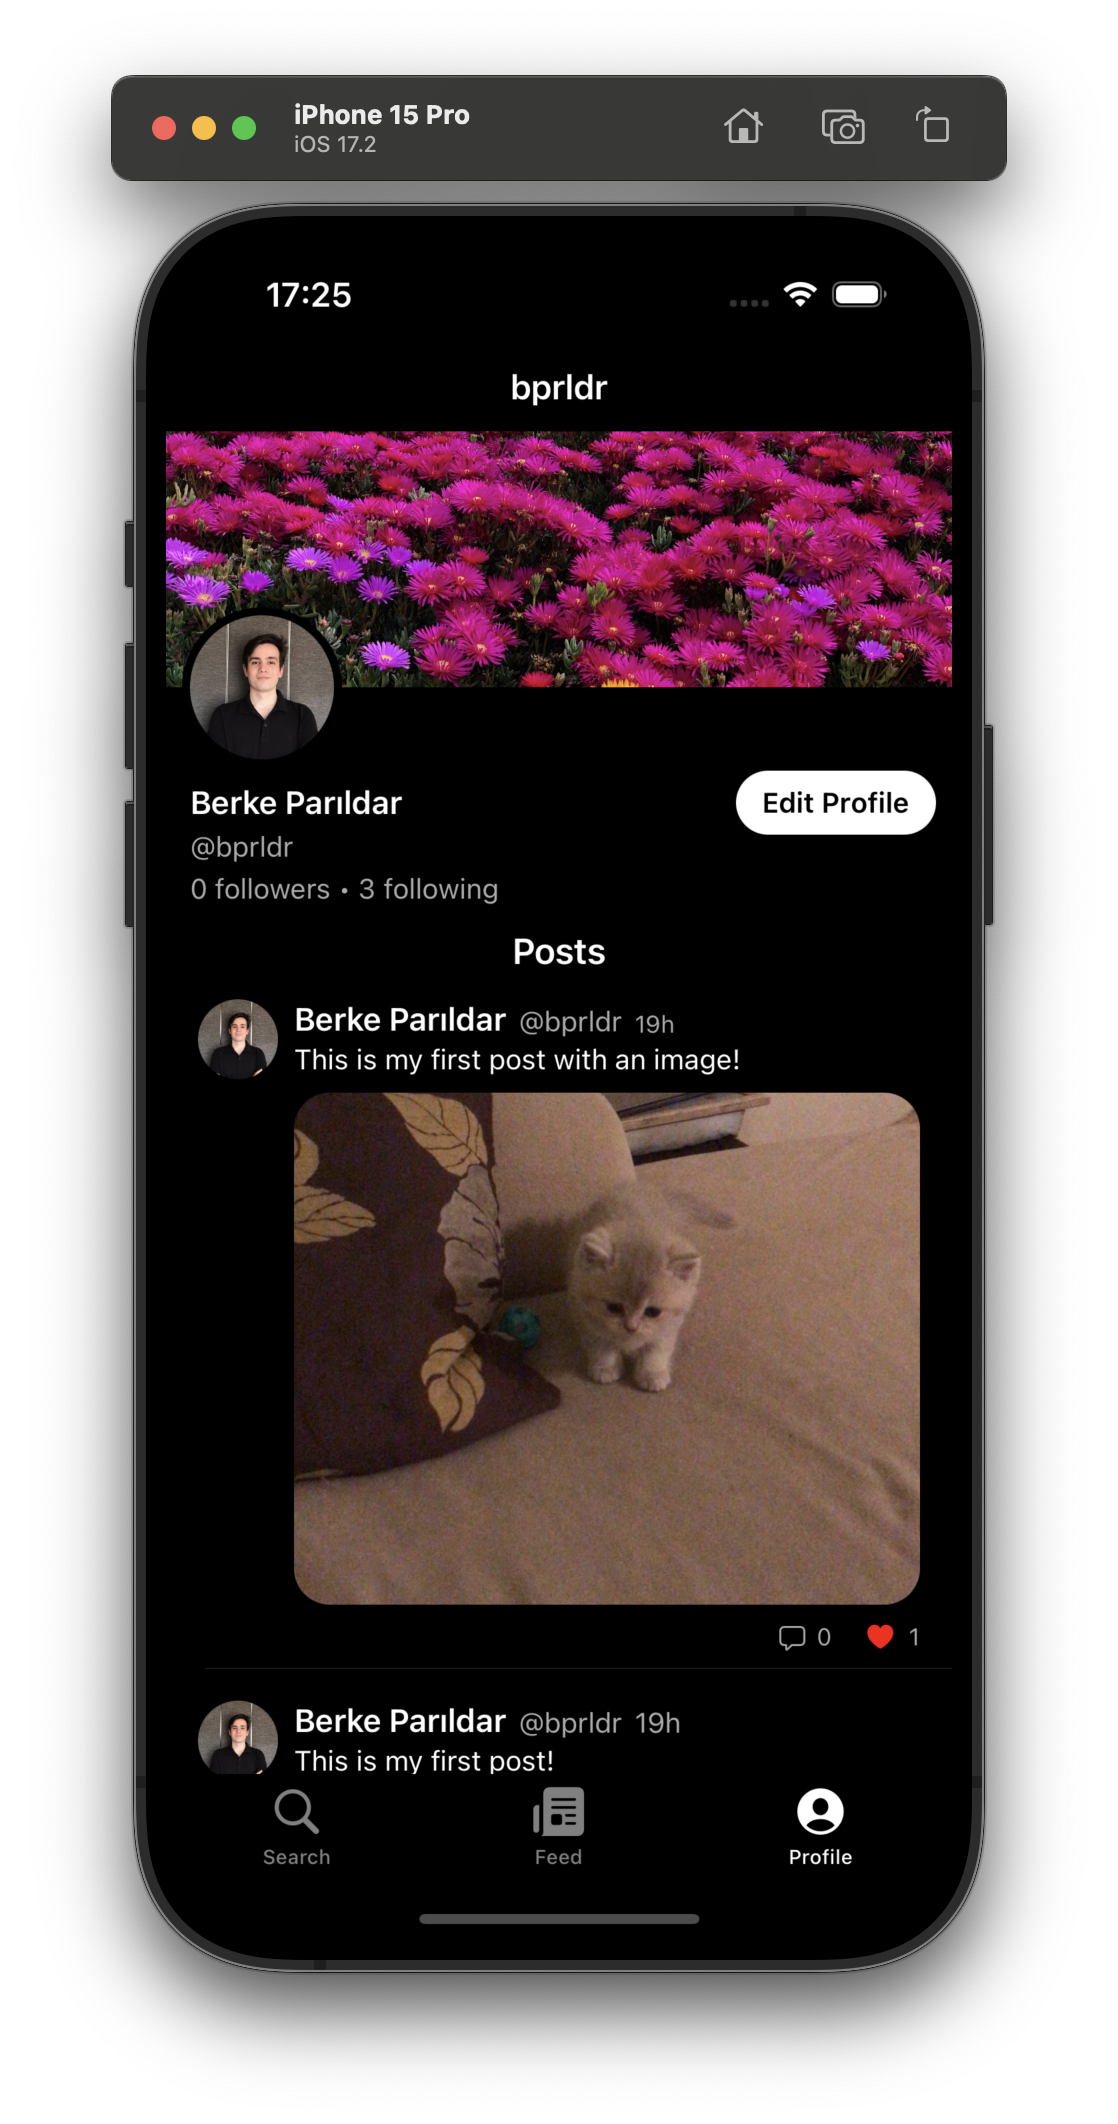 iPhone 15 Pro
iOS 17.2
17:25
bprldr
Berke Parıldar
Edit Profile
@bprldr
0 followers • 3 following
Posts
Berke Parıldar @bprldr 19h
This is my first post with an image!
0 1
Berke Parıldar @bprldr 19h
This is my first post!
Search Feed Profile